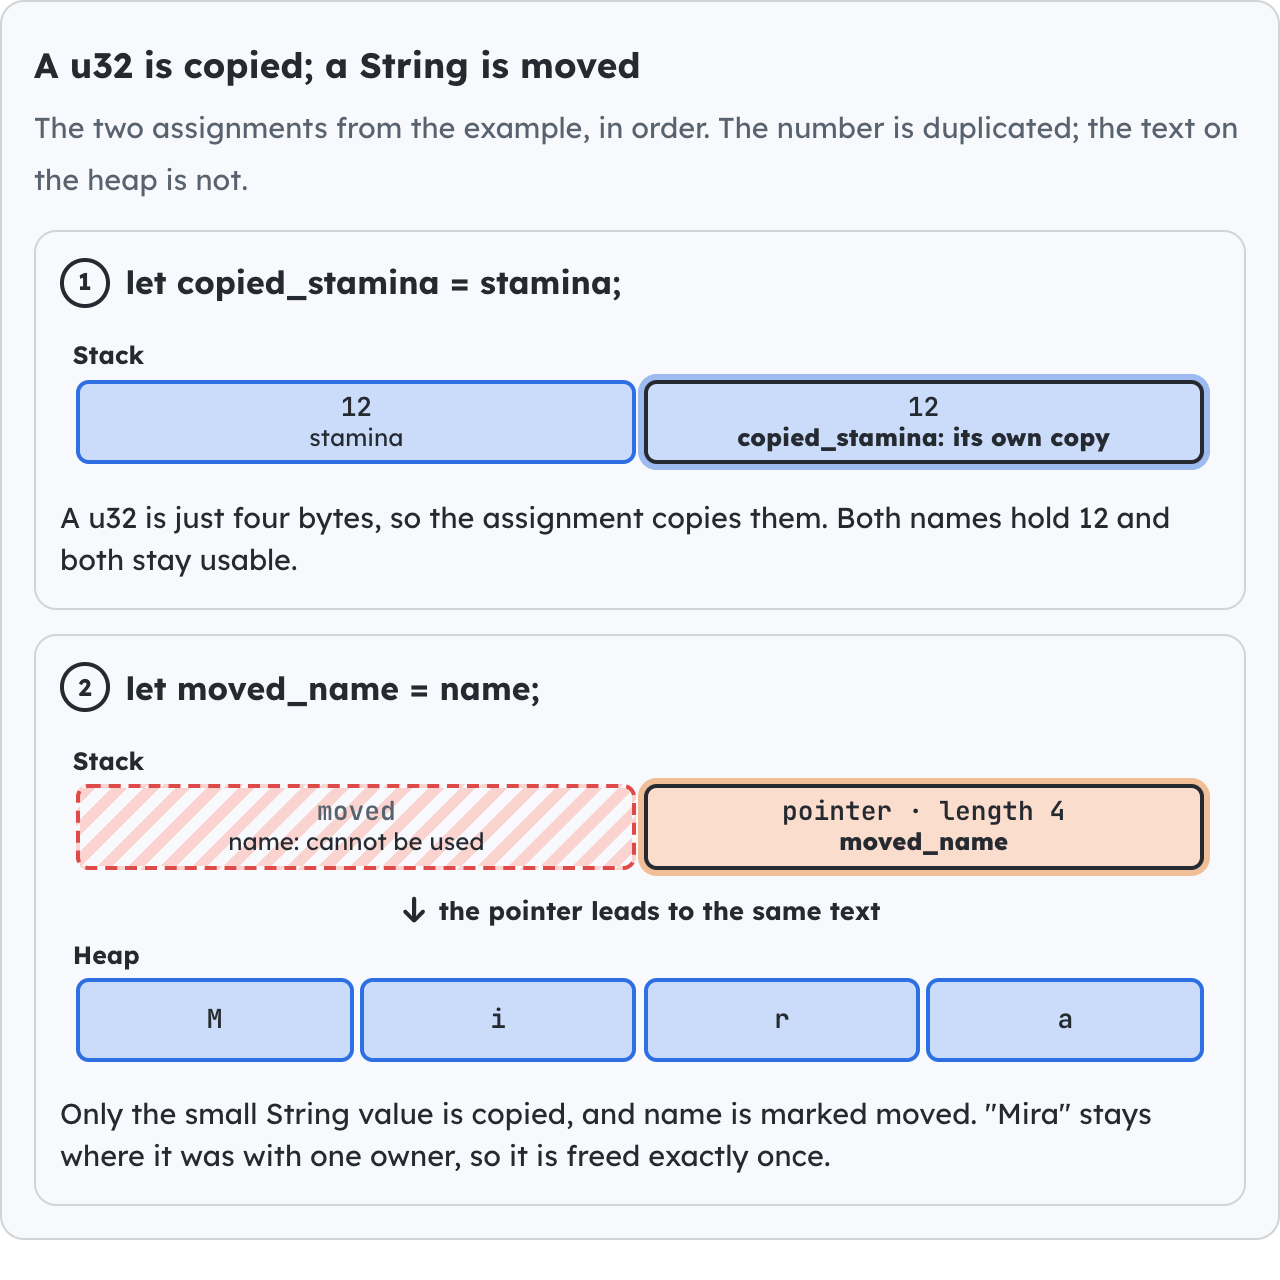 A u32 is copied; a String is moved
The two assignments from the example, in order. The number is duplicated; the text on
the heap is not.
1 let copied_stamina = stamina;
Stack
12
stamina
12
copied_stamina: its own copy
A u32 is just four bytes, so the assignment copies them. Both names hold 12 and
both stay usable.
2 let moved_name = name;
Stack
moved
name: cannot be used
pointer · length 4
moved_name
↓ the pointer leads to the same text
Heap
M i r a
Only the small String value is copied, and name is marked moved. "Mira" stays
where it was with one owner, so it is freed exactly once.